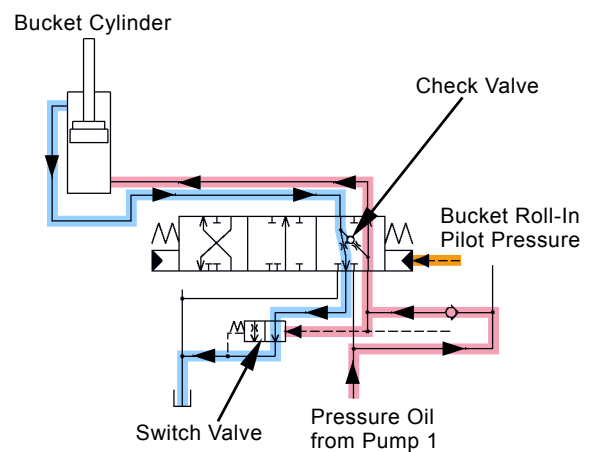 Bucket Cylinder
Check Valve
Bucket Roll-In
Pilot Pressure
Switch Valve
Pressure Oil
from Pump 1